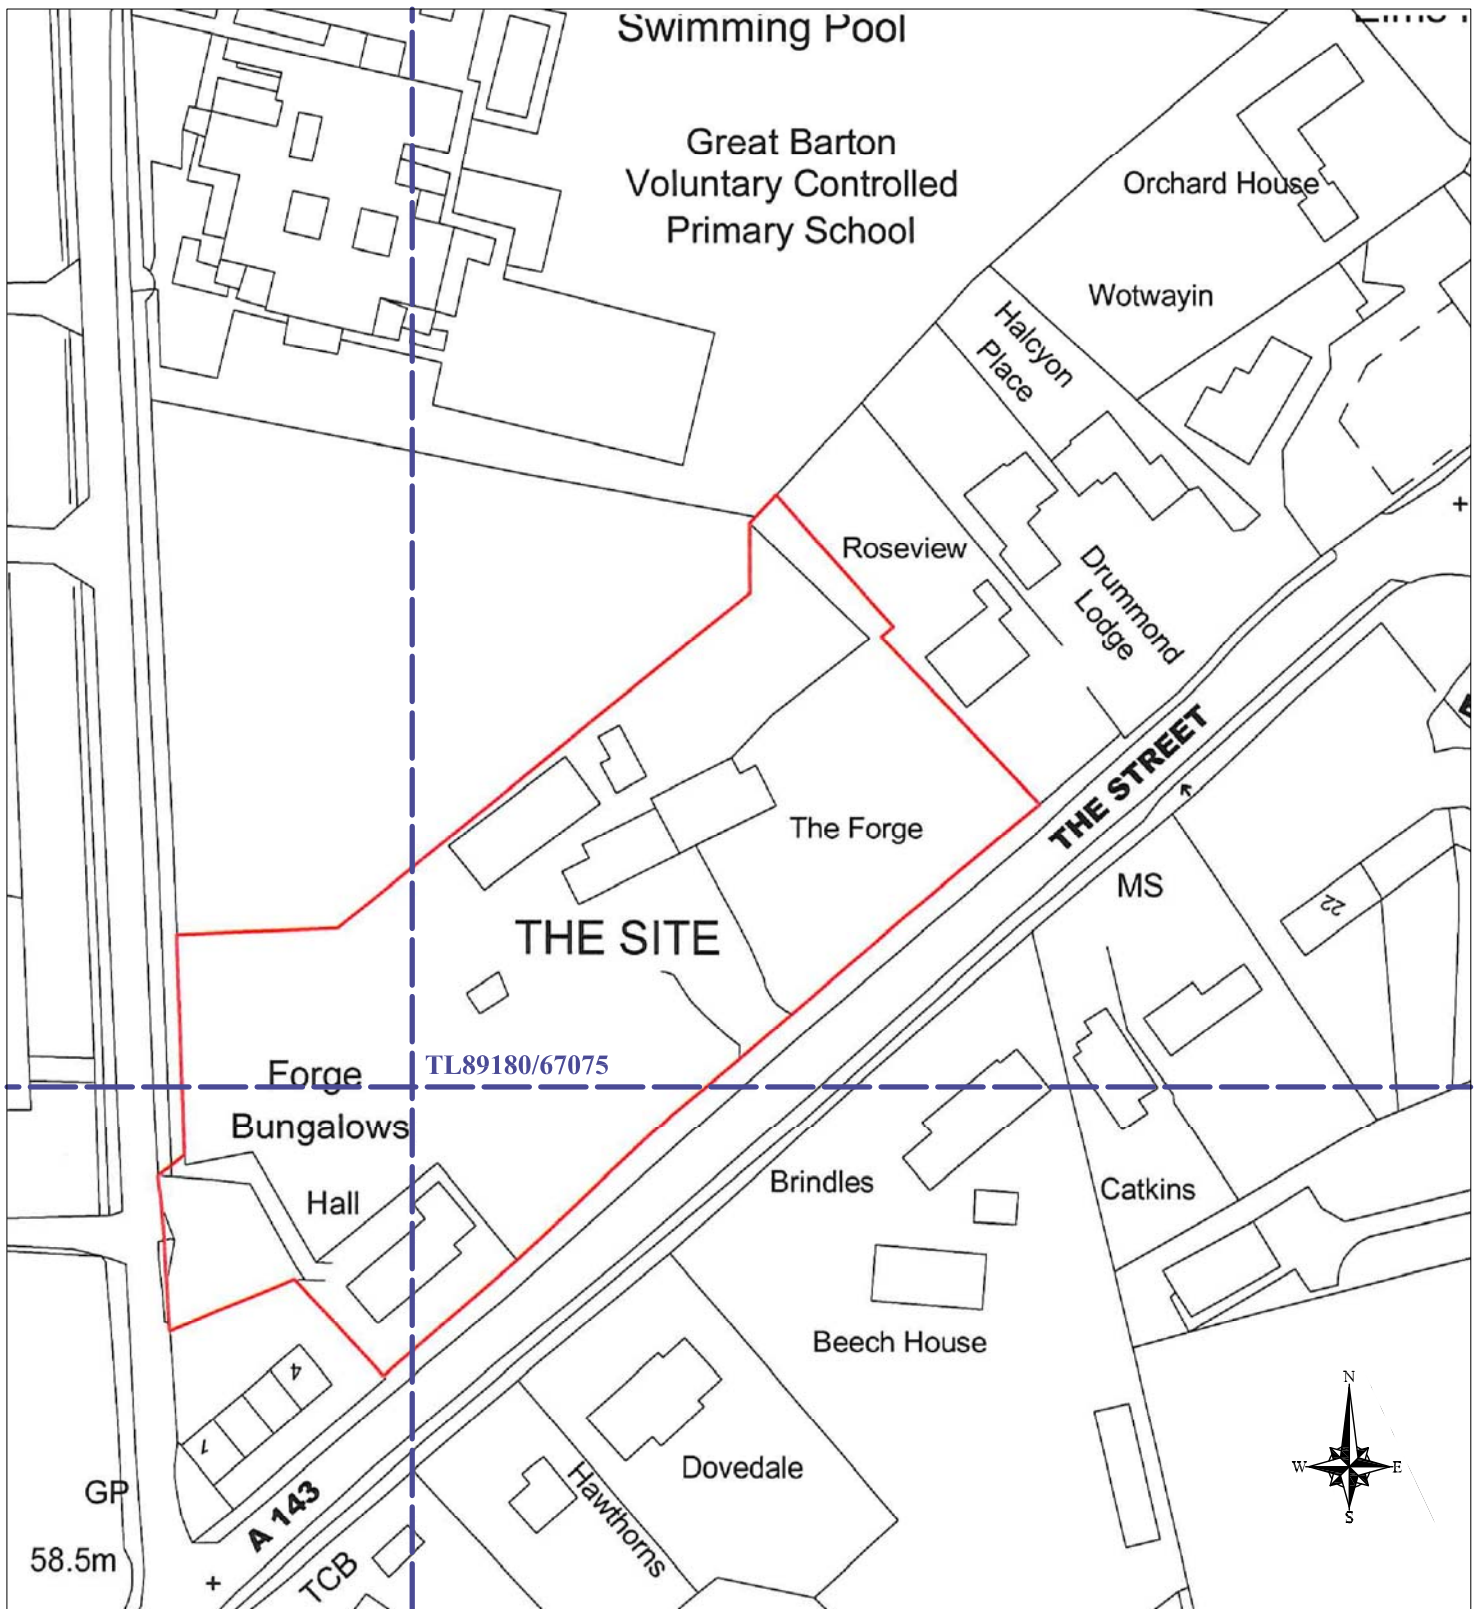 Swimming Pool
Great Barton
Voluntary Controlled
Primary School
Orchard House
Wotwayin
Halcyon
Place
Roseview
Drummond
Lodge
THE STREET
The Forge
MS
22
THE SITE
TL89180/67075
Forge
Bungalows
Hall
Brindles
Catkins
Beech House
4
1
Dovedale
Hawthorns
GP
A 143
58.5m
TCB
N
W
E
S